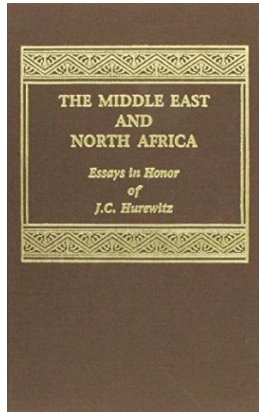 THE MIDDLE EAST
AND
NORTH AFRICA
Essays in Honor
of
J.C. Hurewitz